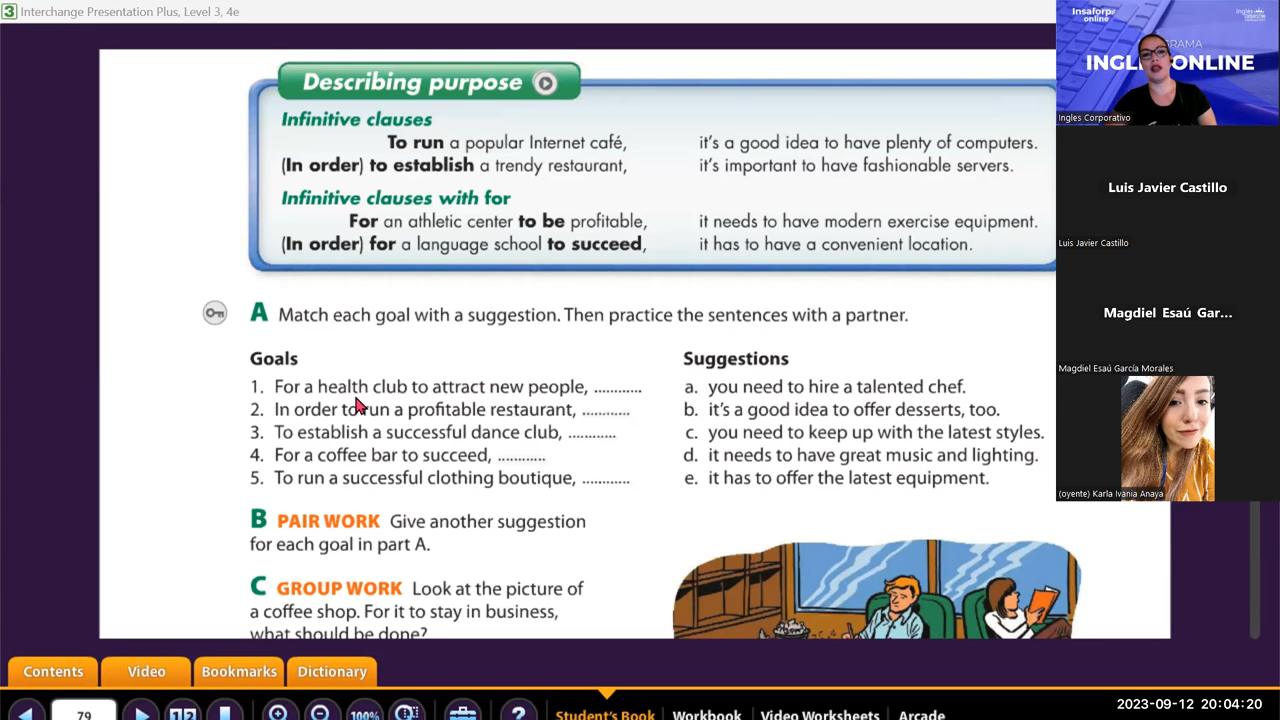 Interchange Presentation Plus, Level 3, 4e
Describing purpose
Infinitive clauses
To run a popular Internet café, it's a good idea to have plenty of computers.
(In order) to establish a trendy restaurant, it's important to have fashionable servers.
Infinitive clauses with for
For an athletic center to be profitable, it needs to have modern exercise equipment.
(In order) for a language school to succeed, it has to have a convenient location.
A Match each goal with a suggestion. Then practice the sentences with a partner.
Goals
1. For a health club to attract new people, ............
2. In order to run a profitable restaurant, ............
3. To establish a successful dance club, ............
4. For a coffee bar to succeed, ............
5. To run a successful clothing boutique, ............
Suggestions
a. you need to hire a talented chef.
b. it's a good idea to offer desserts, too.
c. you need to keep up with the latest styles.
d. it needs to have great music and lighting.
e. it has to offer the latest equipment.
B PAIR WORK Give another suggestion
for each goal in part A.
C GROUP WORK Look at the picture of
a coffee shop. For it to stay in business,
what should be done?
Contents Video Bookmarks Dictionary
79
1 2
100%
?
Student's Book Workbook Video Worksheets Arcade
Insaforp
online
INGL ONLINE
Ingles Corporativo
Luis Javier Castillo
Luis Javier Castillo
Magdiel Esaú Gar...
Magdiel Esaú García Morales
(oyente) Karla Ivania Anaya
2023-09-12 20:04:20